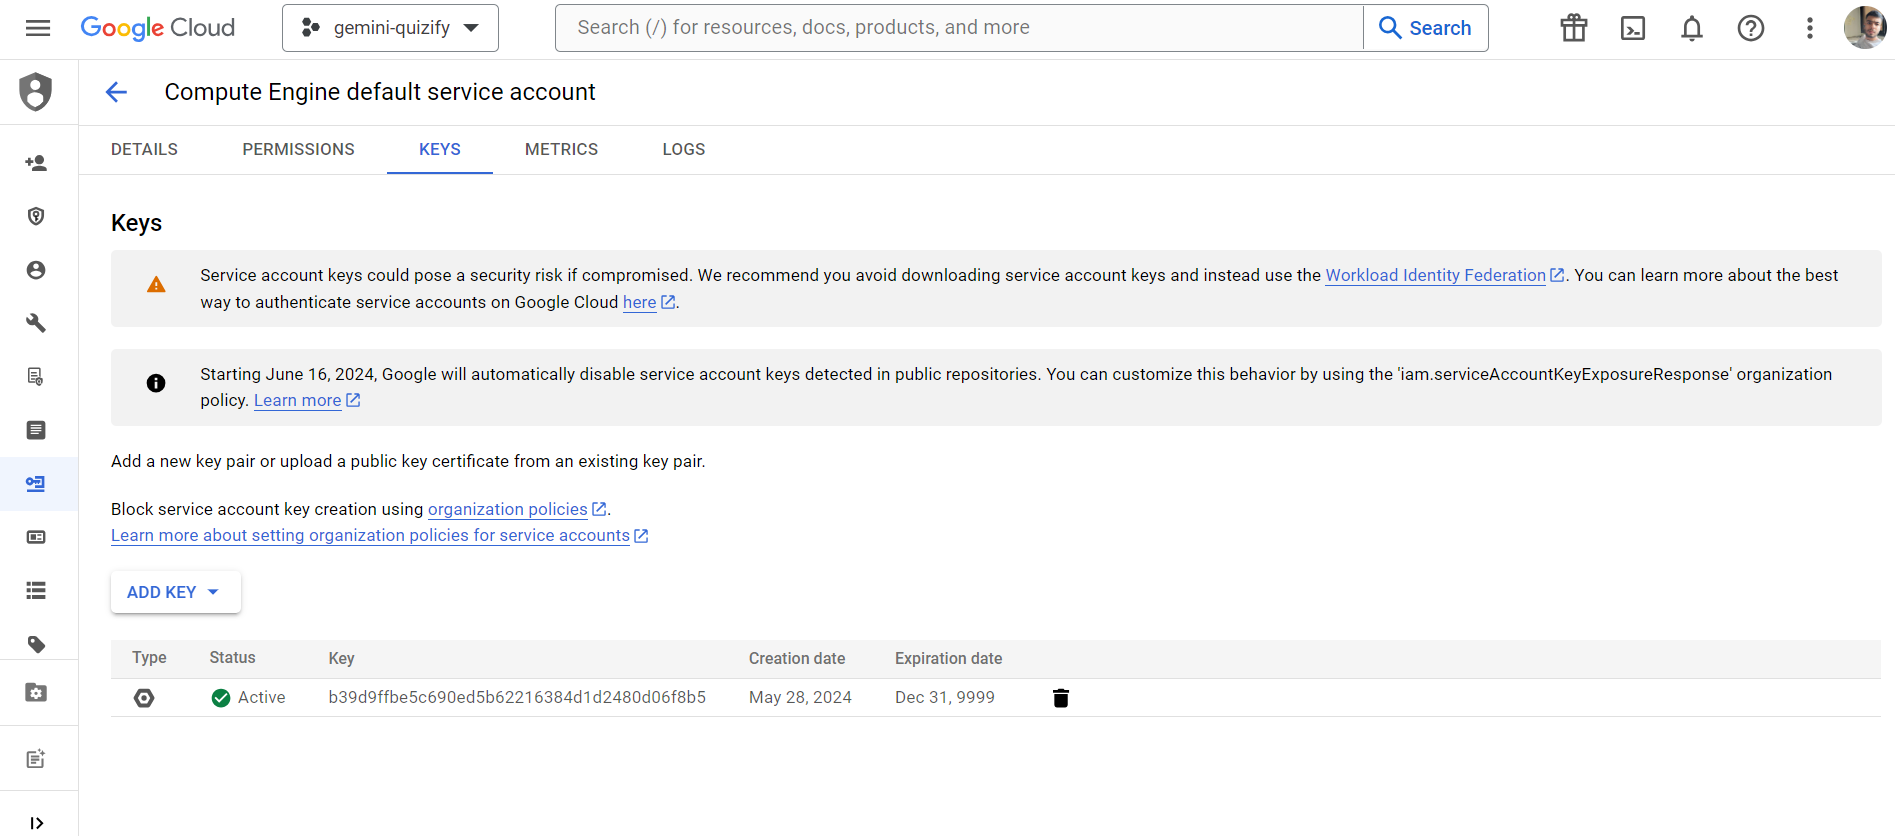 Google Cloud
gemini-quizify
Search (/) for resources, docs, products, and more
Search
Compute Engine default service account
DETAILS
PERMISSIONS
KEYS
METRICS
LOGS
Keys
Service account keys could pose a security risk if compromised. We recommend you avoid downloading service account keys and instead use the Workload Identity Federation. You can learn more about the best
way to authenticate service accounts on Google Cloud here.
Starting June 16, 2024, Google will automatically disable service account keys detected in public repositories. You can customize this behavior by using the 'iam.serviceAccountKeyExposureResponse' organization
policy. Learn more
Add a new key pair or upload a public key certificate from an existing key pair.
Block service account key creation using organization policies.
Learn more about setting organization policies for service accounts
ADD KEY
Type Status Key Creation date Expiration date
Active b39d9ffbe5c690ed5b62216384d1d2480d06f8b5 May 28, 2024 Dec 31, 9999